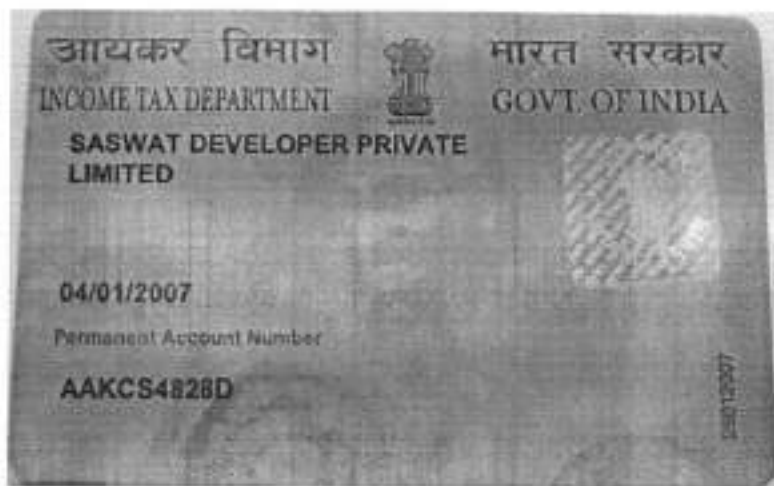 आयकर विभाग
भारत सरकार
INCOME TAX DEPARTMENT
GOVT. OF INDIA
SASWAT DEVELOPER PRIVATE
LIMITED
04/01/2007
Permanent Account Number
AAKCS4828D